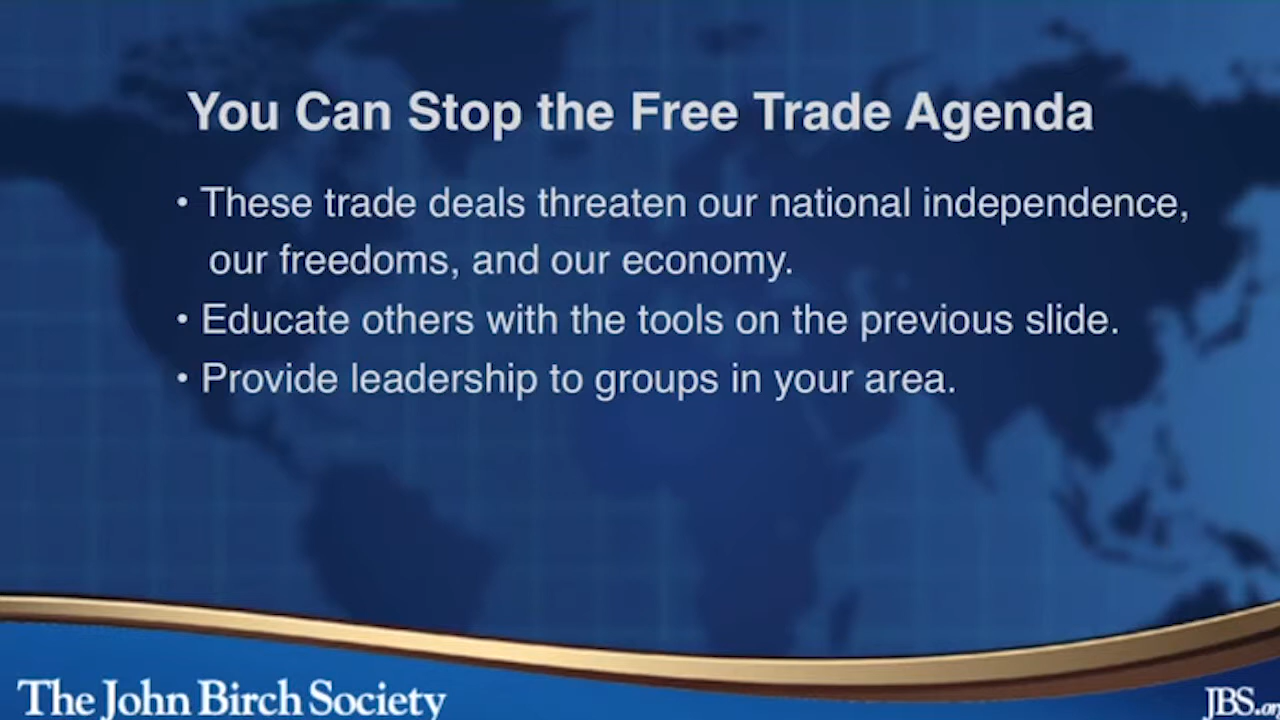 You Can Stop the Free Trade Agenda
• These trade deals threaten our national independence,
our freedoms, and our economy.
• Educate others with the tools on the previous slide.
• Provide leadership to groups in your area.
The John Birch Society
JBS.or